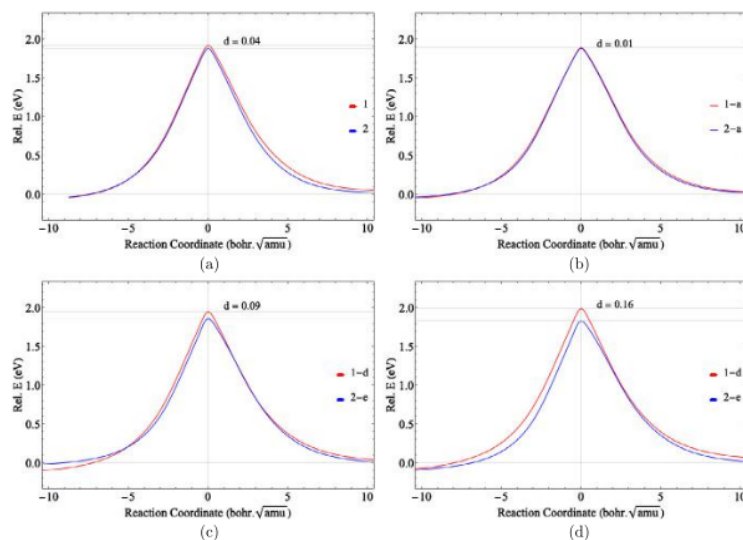 d = 0.04
2.0
1.5
1.0
0.5
0.0
Rel. E (eV)
1
2
−10 −5 0 5 10
Reaction Coordinate (bohr.√amu)
(a)
d = 0.01
2.0
1.5
1.0
0.5
0.0
Rel. E (eV)
1−a
2−a
−10 −5 0 5 10
Reaction Coordinate (bohr.√amu)
(b)
d = 0.09
2.0
1.5
1.0
0.5
0.0
Rel. E (eV)
1−d
2−e
−10 −5 0 5 10
Reaction Coordinate (bohr.√amu)
(c)
d = 0.16
2.0
1.5
1.0
0.5
0.0
Rel. E (eV)
1−d
2−e
−10 −5 0 5 10
Reaction Coordinate (bohr.√amu)
(d)